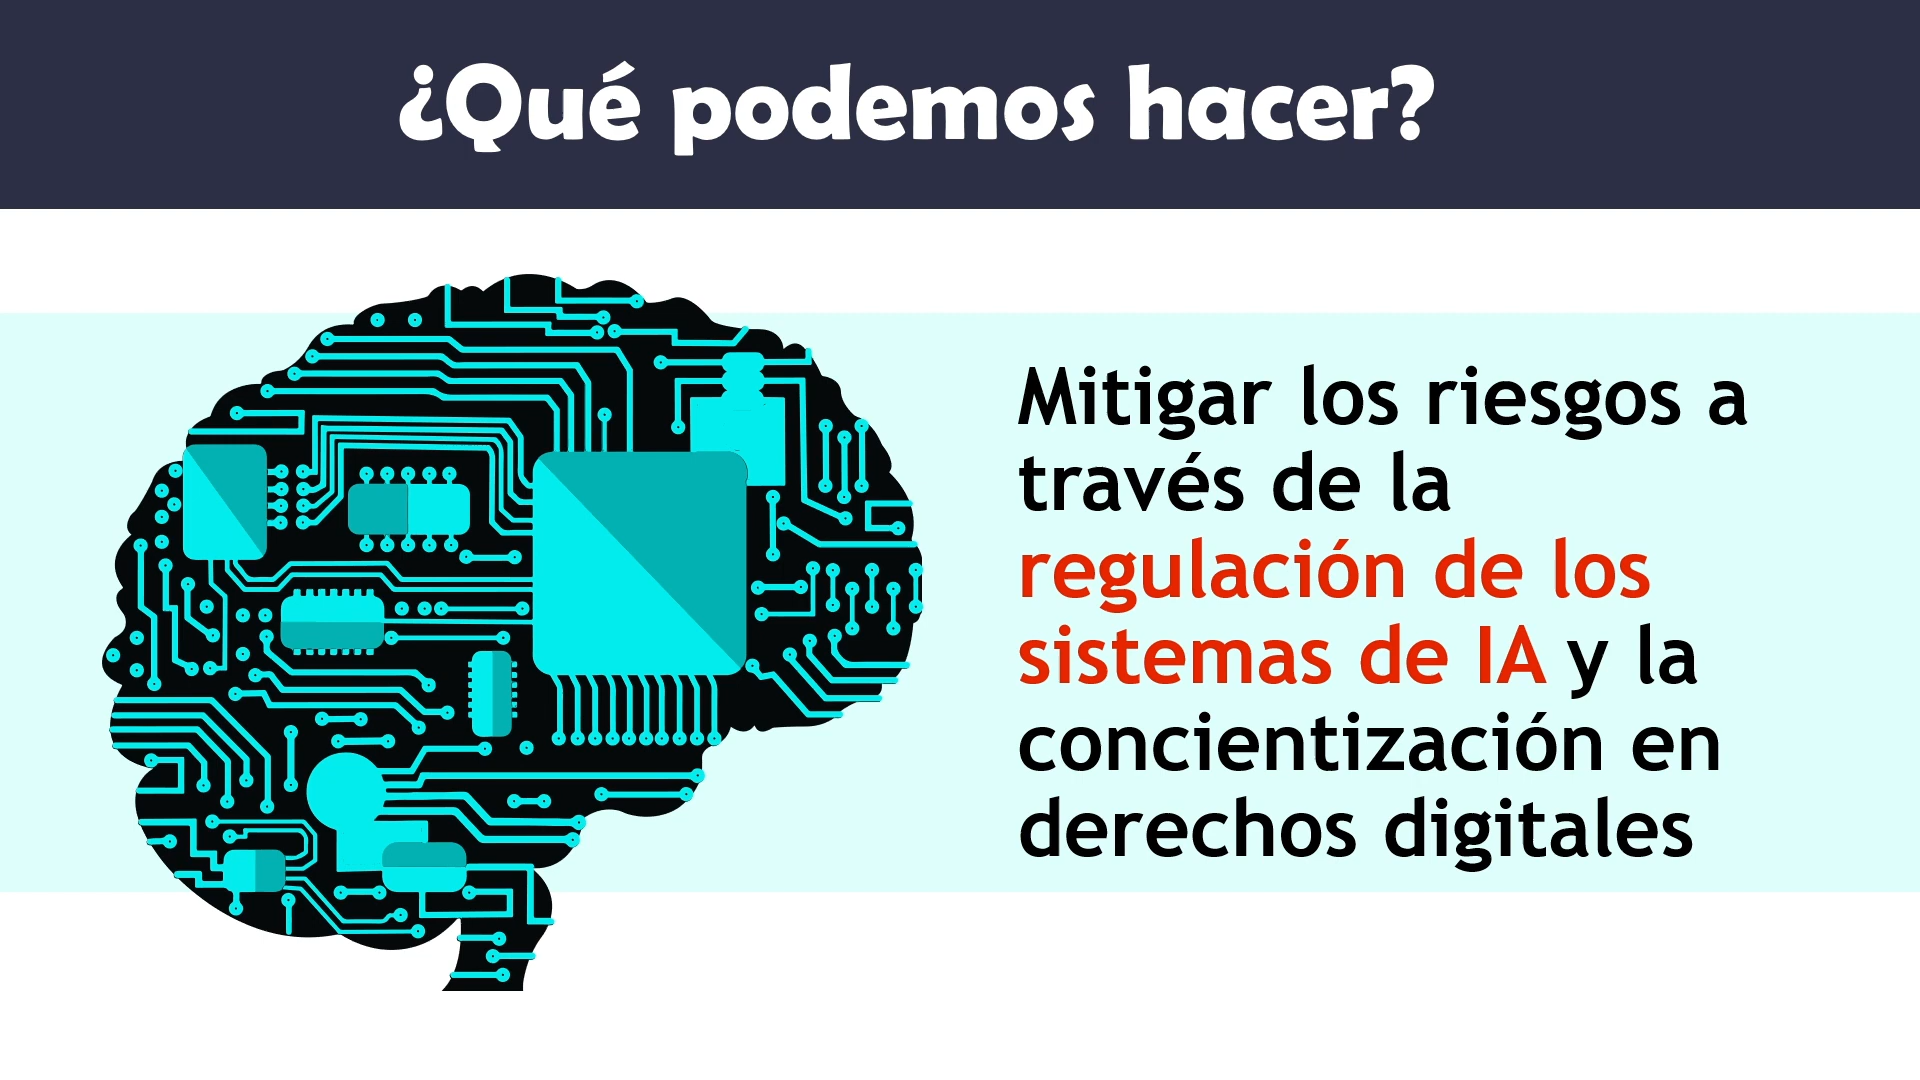 ¿Qué podemos hacer?
Mitigar los riesgos a
través de la
regulación de los
sistemas de IA y la
concientización en
derechos digitales